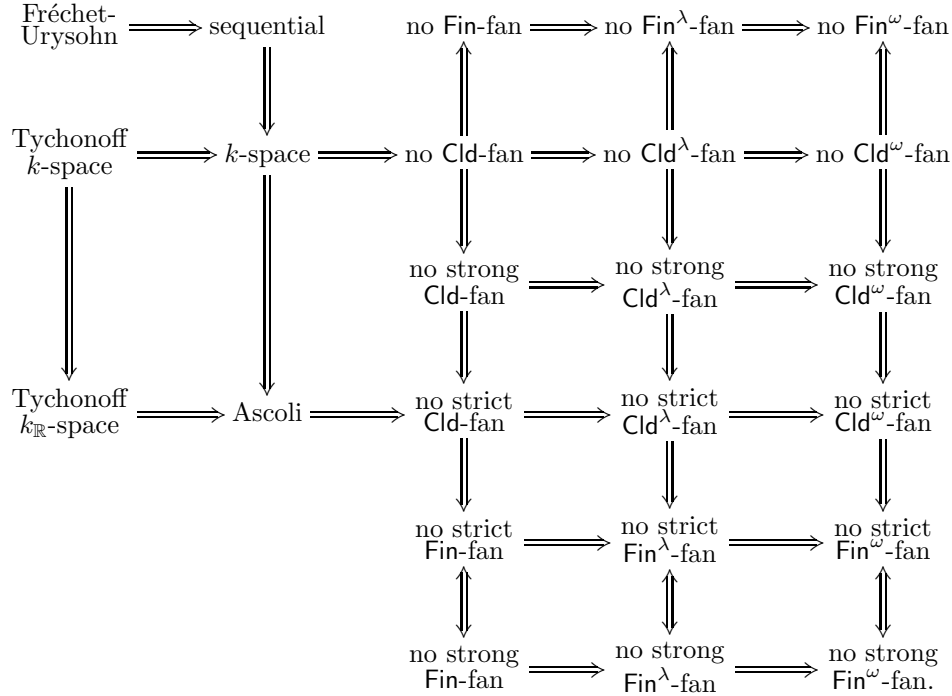 Fréchet-
Urysohn
sequential
no Fin-fan
no Fin^λ-fan
no Fin^ω-fan
Tychonoff
k-space
k-space
no Cld-fan
no Cld^λ-fan
no Cld^ω-fan
no strong
Cld-fan
no strong
Cld^λ-fan
no strong
Cld^ω-fan
Tychonoff
k_ℝ-space
Ascoli
no strict
Cld-fan
no strict
Cld^λ-fan
no strict
Cld^ω-fan
no strict
Fin-fan
no strict
Fin^λ-fan
no strict
Fin^ω-fan
no strong
Fin-fan
no strong
Fin^λ-fan
no strong
Fin^ω-fan.